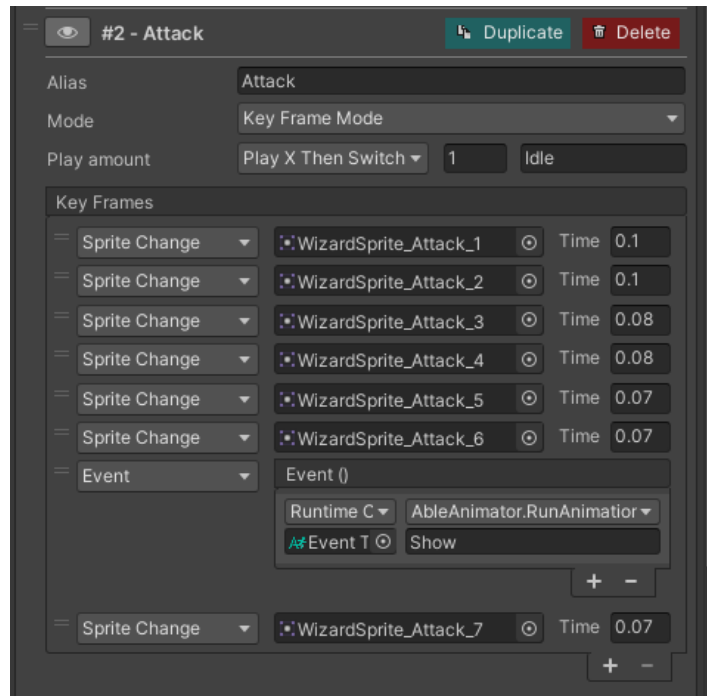 #2 - Attack Duplicate Delete
Alias Attack
Mode Key Frame Mode
Play amount Play X Then Switch 1 Idle
Key Frames
Sprite Change WizardSprite_Attack_1 Time 0.1
Sprite Change WizardSprite_Attack_2 Time 0.1
Sprite Change WizardSprite_Attack_3 Time 0.08
Sprite Change WizardSprite_Attack_4 Time 0.08
Sprite Change WizardSprite_Attack_5 Time 0.07
Sprite Change WizardSprite_Attack_6 Time 0.07
Event Event ()
Runtime C AbleAnimator.RunAnimation
Event T Show
+ -
Sprite Change WizardSprite_Attack_7 Time 0.07
+ -